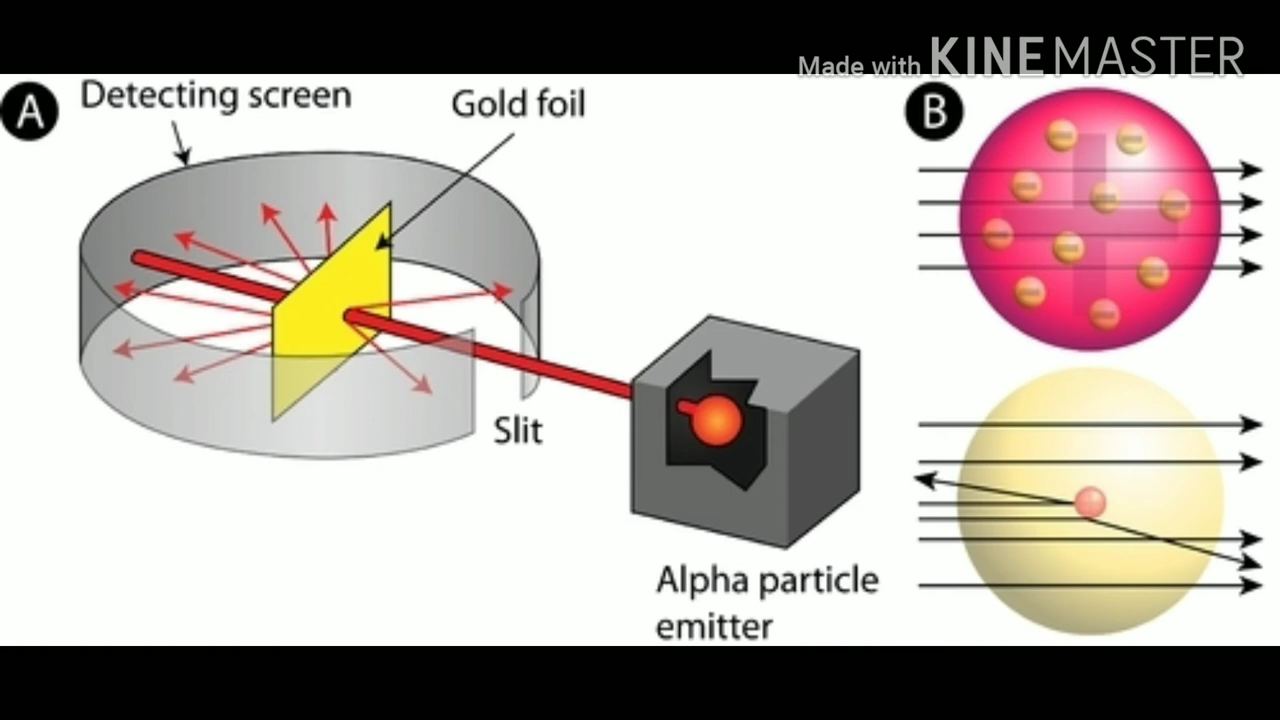 Made with KINEMASTER
A
Detecting screen
Gold foil
B
Slit
Alpha particle
emitter